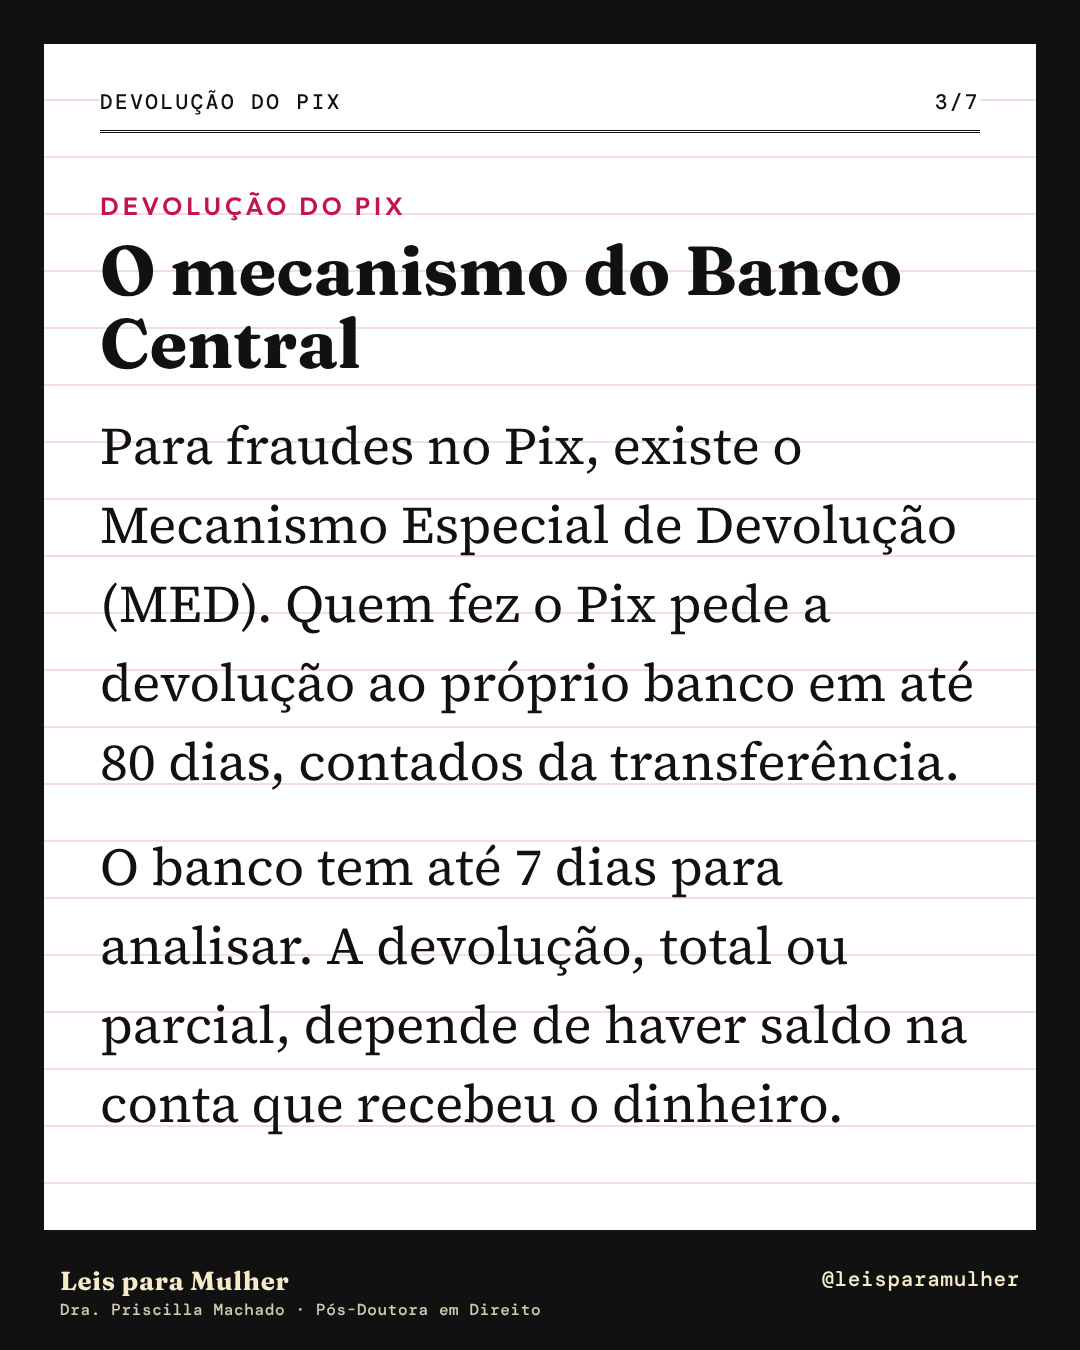 DEVOLUÇÃO DO PIX
3/7
DEVOLUÇÃO DO PIX
O mecanismo do Banco
Central
Para fraudes no Pix, existe o
Mecanismo Especial de Devolução
(MED). Quem fez o Pix pede a
devolução ao próprio banco em até
80 dias, contados da transferência.
O banco tem até 7 dias para
analisar. A devolução, total ou
parcial, depende de haver saldo na
conta que recebeu o dinheiro.
Leis para Mulher
@leisparamulher
Dra. Priscilla Machado · Pós-Doutora em Direito